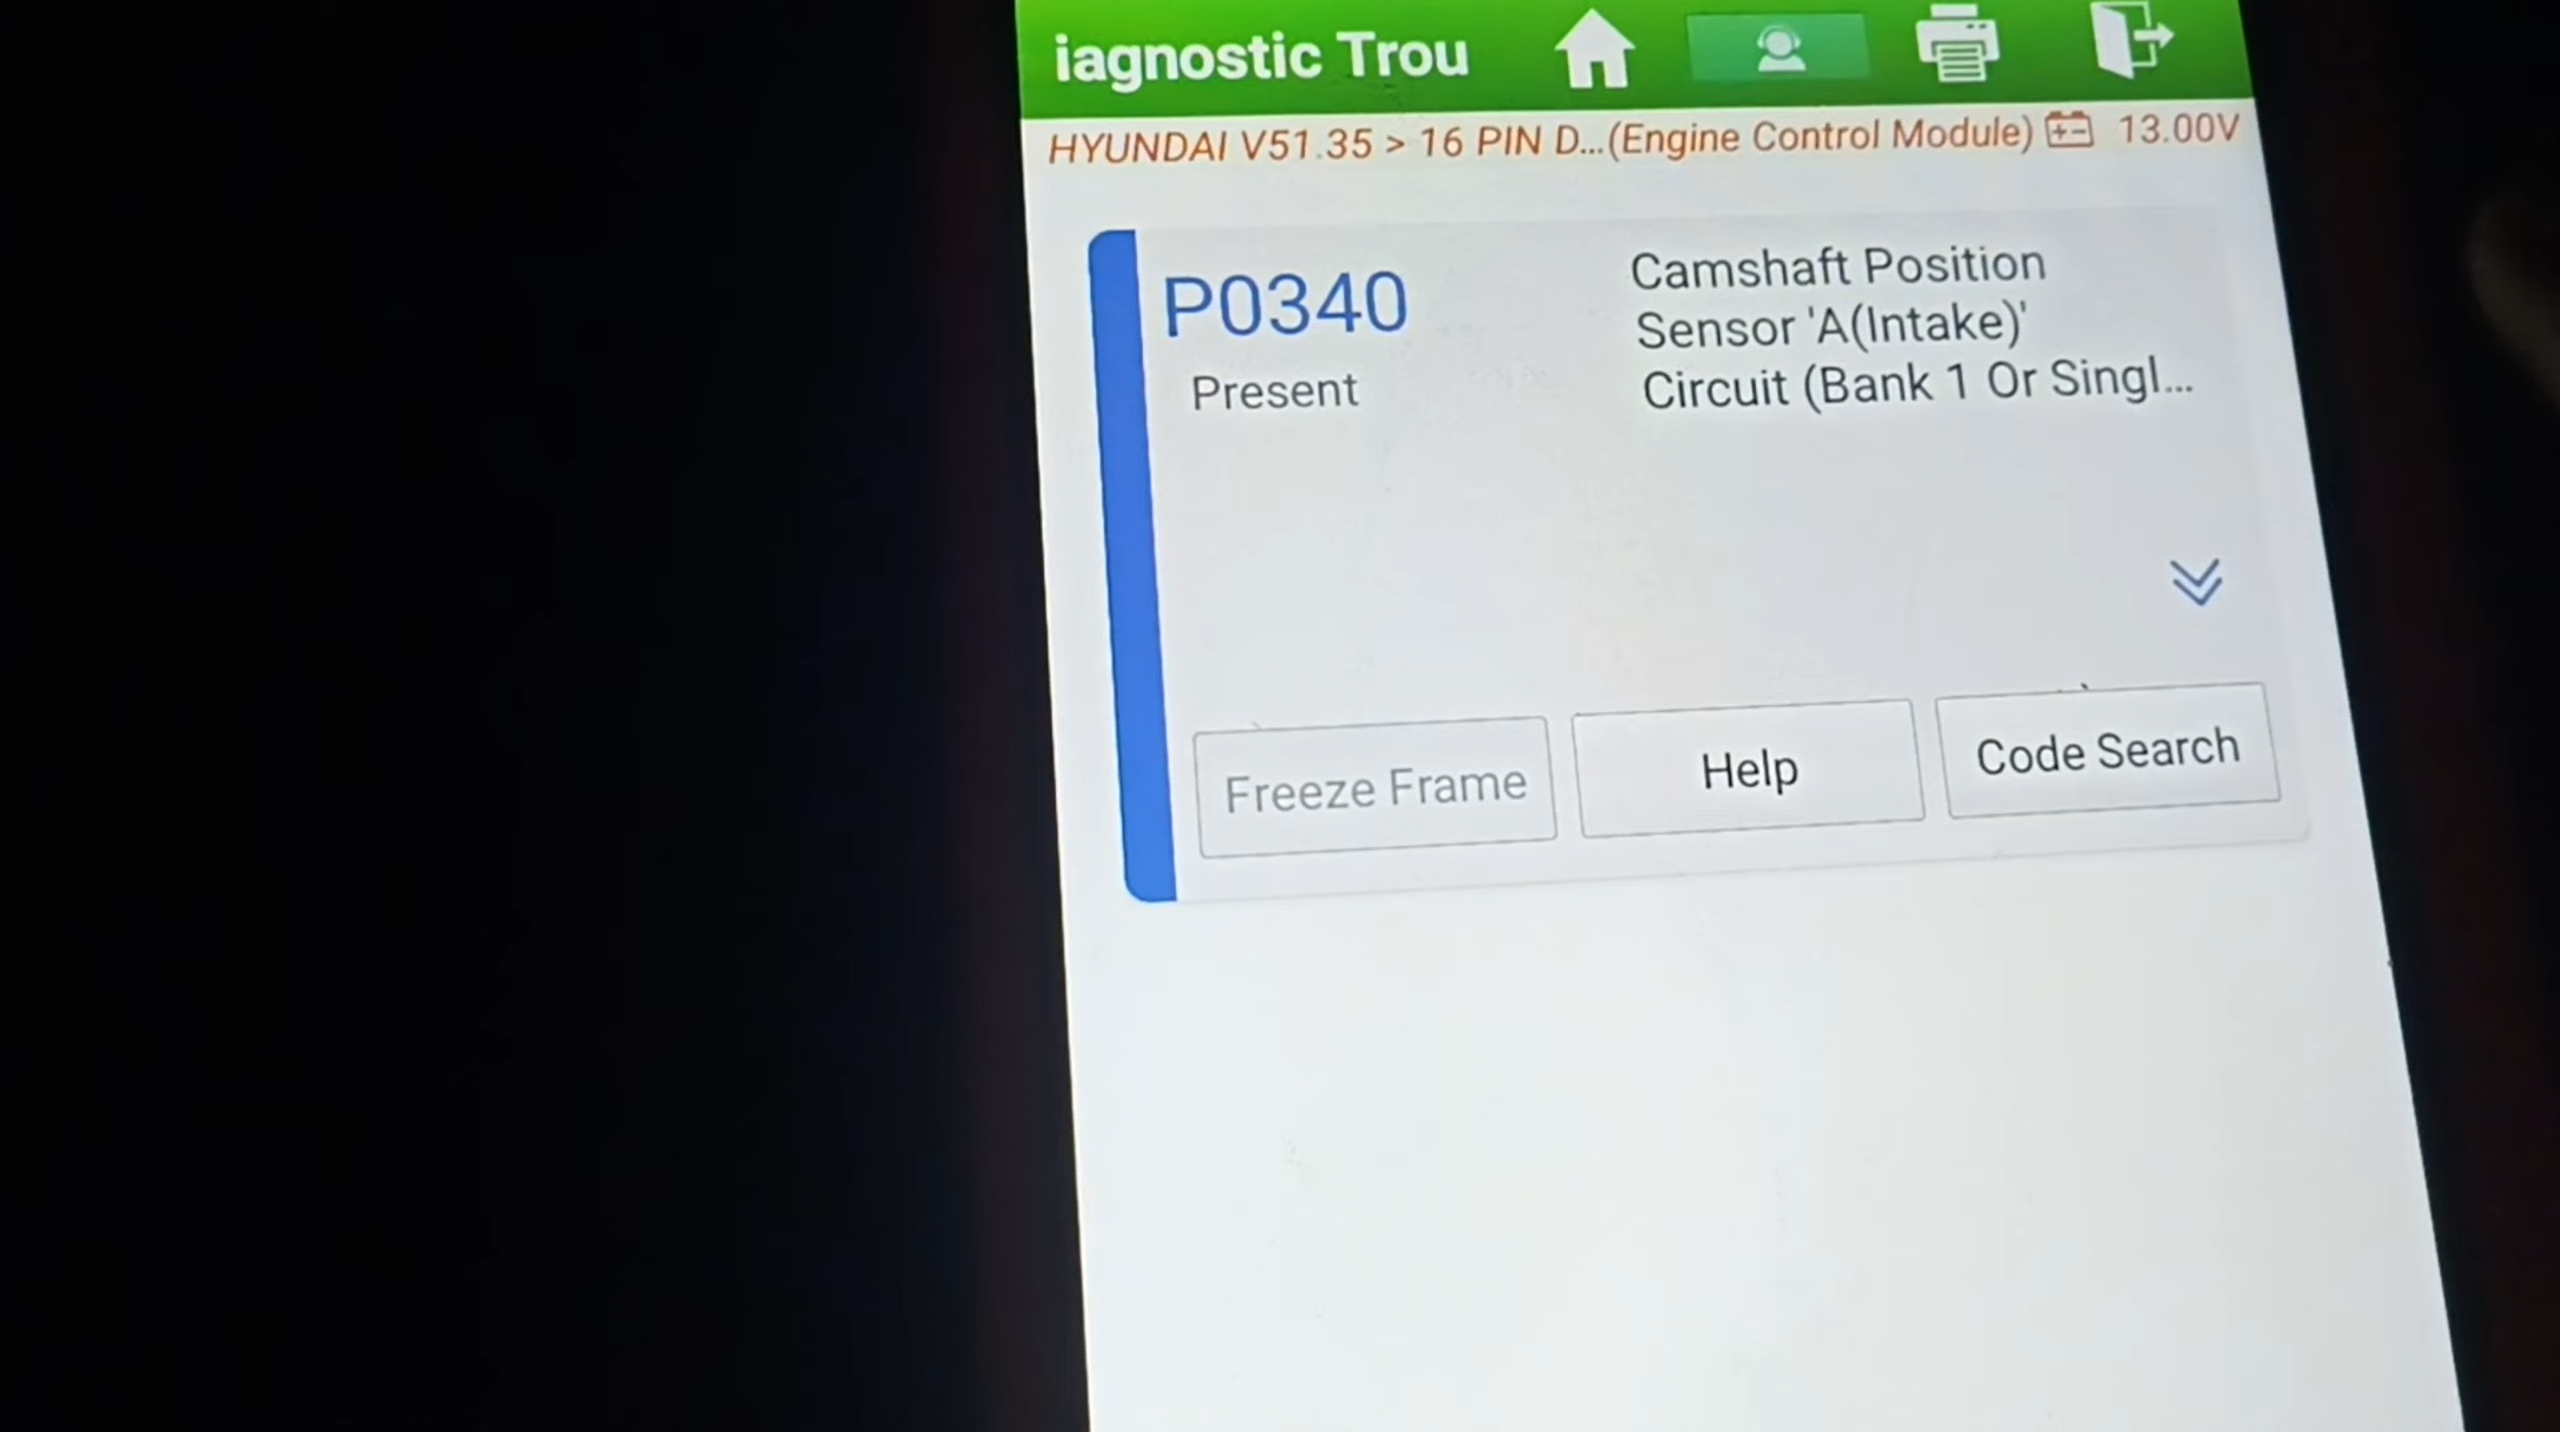 iagnostic Trou
HYUNDAI V51.35 > 16 PIN D...(Engine Control Module) 13.00V
P0340
Present
Camshaft Position
Sensor 'A(Intake)'
Circuit (Bank 1 Or Singl...
Freeze Frame
Help
Code Search